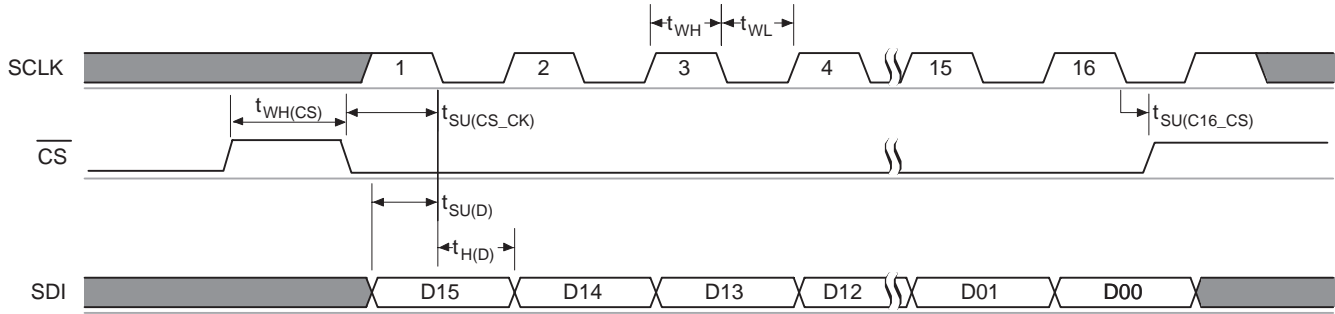 tWH tWL
SCLK 1 2 3 4 15 16
tWH(CS) tSU(CS_CK) tSU(C16_CS)
CS
tSU(D)
tH(D)
SDI D15 D14 D13 D12 D01 D00